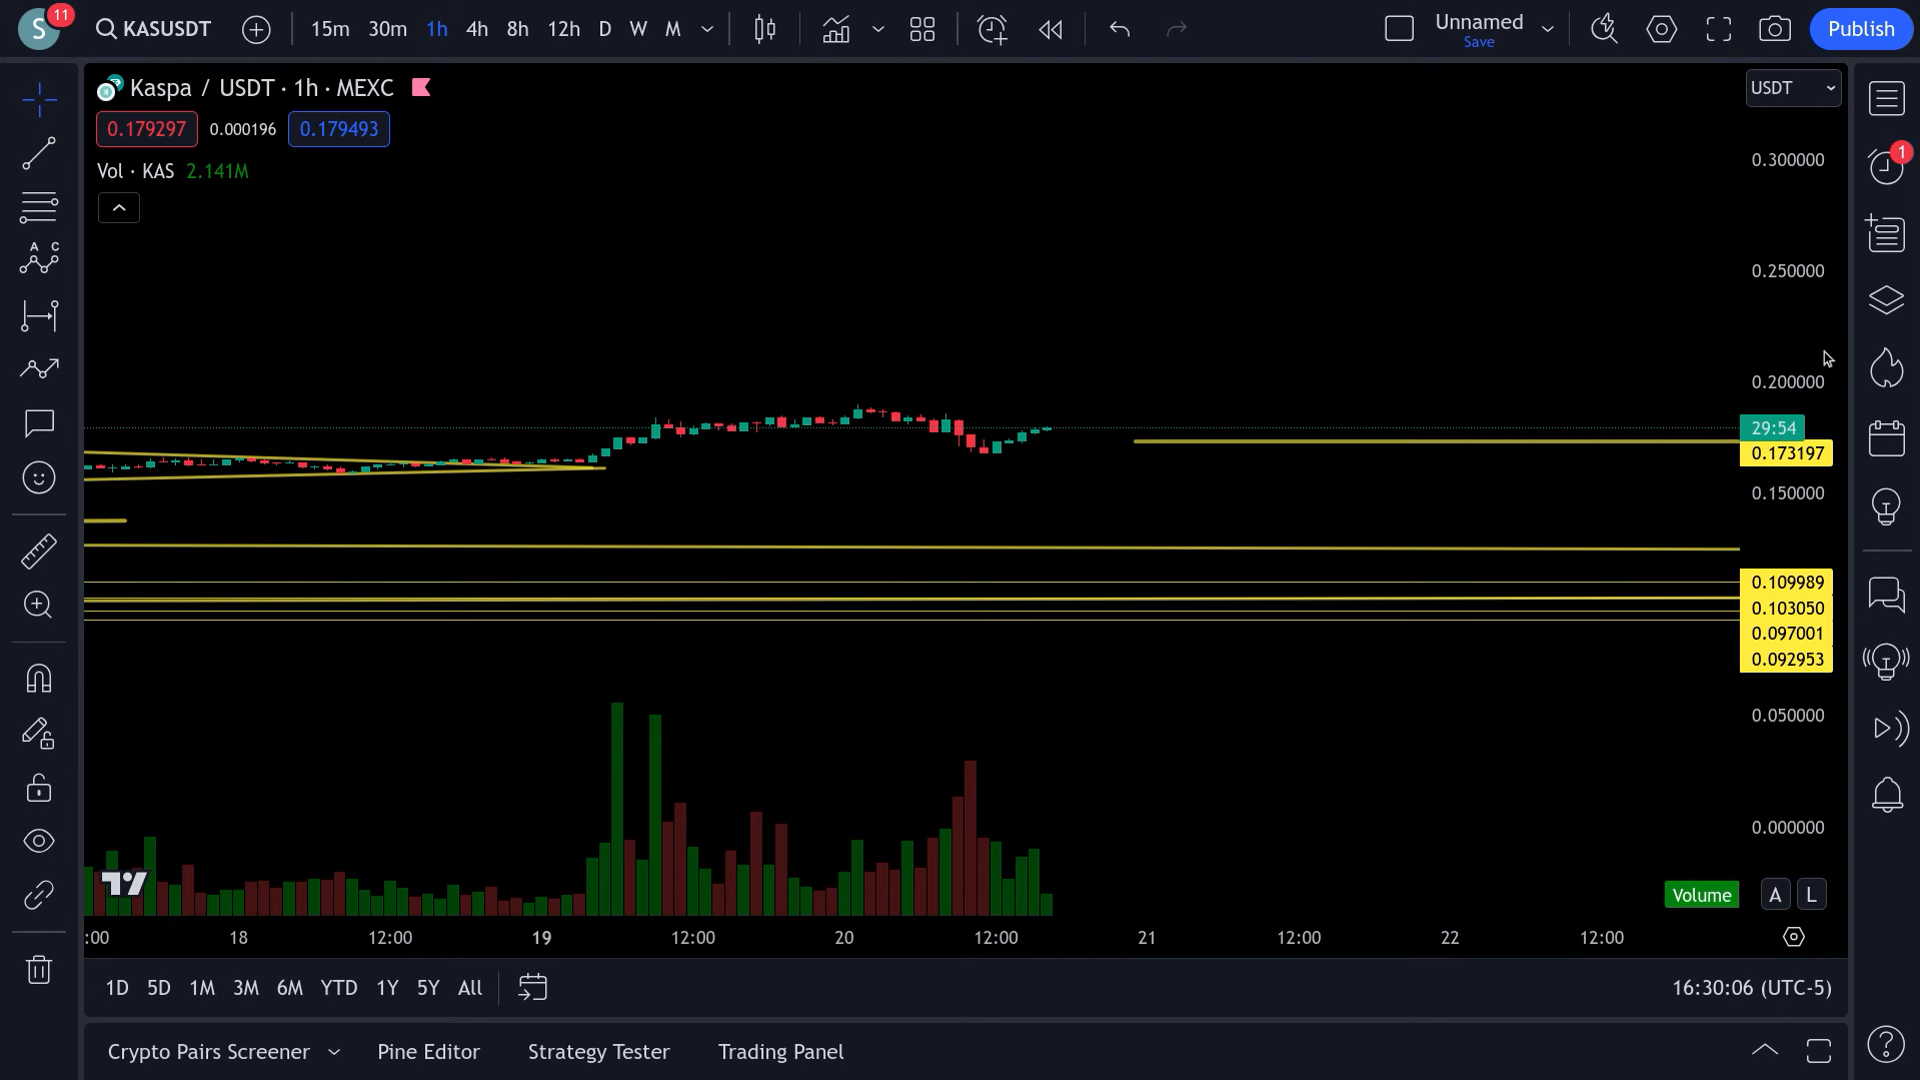 S 11 KASUSDT 15m 30m 1h 4h 8h 12h D W M Unnamed Publish
Save
Kaspa / USDT · 1h · MEXC USDT
0.179297 0.000196 0.179493
Vol · KAS 2.141M
1
0.300000
0.250000
0.200000
29:54
0.173197
0.150000
0.109989
0.103050
0.097001
0.092953
0.050000
0.000000
A C
Volume A L
:00 18 12:00 19 12:00 20 12:00 21 12:00 22 12:00
1D 5D 1M 3M 6M YTD 1Y 5Y All 16:30:06 (UTC-5)
Crypto Pairs Screener Pine Editor Strategy Tester Trading Panel